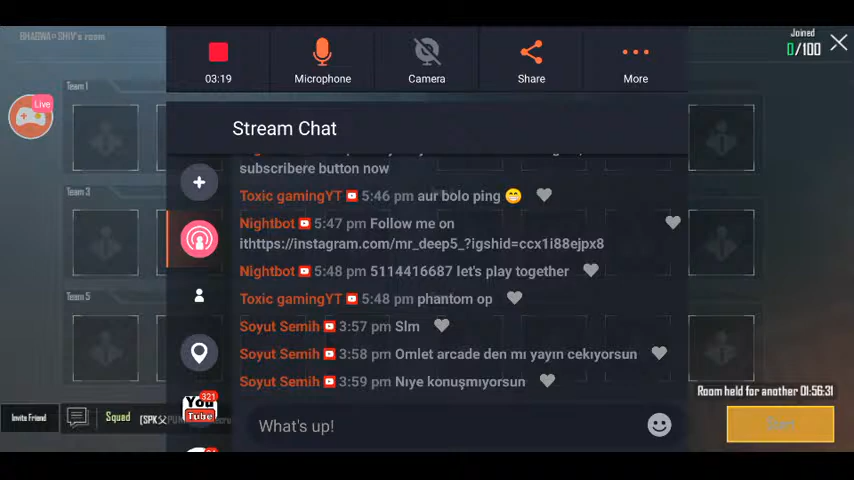 BHAGWA
SHIV's room
Joined
0/100
03:19
Microphone
Camera
Share
More
Team 1
Live
Stream Chat
subscribere button now
Toxic gamingYT 5:46 pm aur bolo ping 😁
Nightbot 5:47 pm Follow me on
ithttps://instagram.com/mr_deep5_?igshid=ccx1i88ejpx8
Team 3
Nightbot 5:48 pm 5114416687 let's play together
Toxic gamingYT 5:48 pm phantom op
Team 5
Soyut Semih 3:57 pm Slm
Soyut Semih 3:58 pm Omlet arcade den mı yayın cekıyorsun
Soyut Semih 3:59 pm Nıye konuşmıyorsun
Room held for another 01:56:31
321
You Tube
Invite Friend
Squad
What's up!
Start